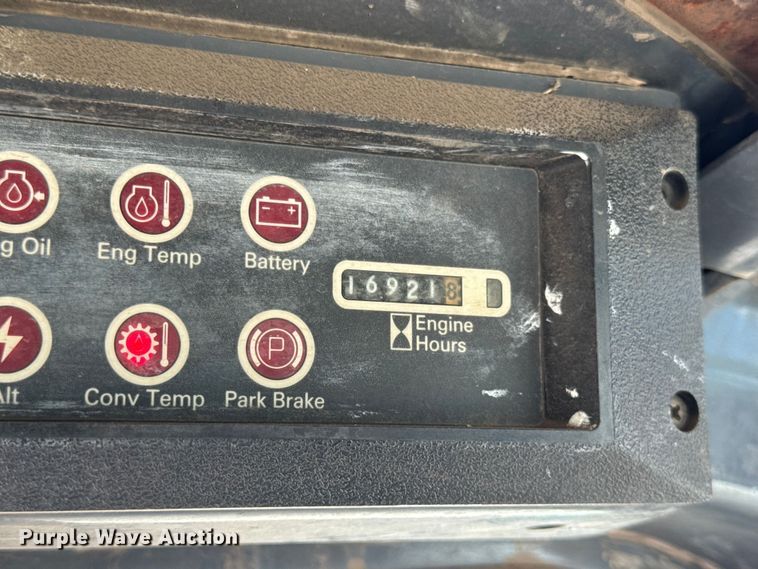 g Oil
Eng Temp
Battery
169218
Engine
Hours
Alt
Conv Temp
P
Park Brake
Purple Wave Auction